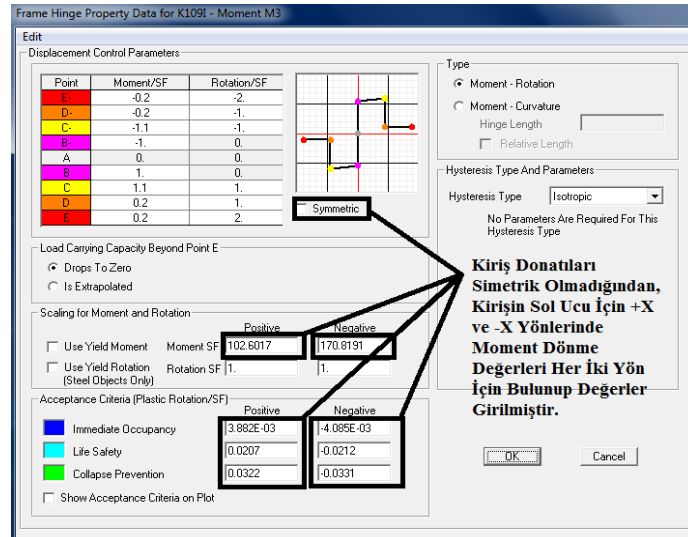 Frame Hinge Property Data for K109I - Moment M3
Edit
Displacement Control Parameters
Point Moment/SF Rotation/SF
E- -0.2 -2.
D- -0.2 -1.
C- -1.1 -1.
B- -1. 0.
A 0. 0.
B 1. 0.
C 1.1 1.
D 0.2 1.
E 0.2 2.
Symmetric
Load Carrying Capacity Beyond Point E
Drops To Zero
Is Extrapolated
Scaling for Moment and Rotation
Positive Negative
Use Yield Moment Moment SF 102.6017 170.8191
Use Yield Rotation Rotation SF 1. 1.
(Steel Objects Only)
Acceptance Criteria (Plastic Rotation/SF)
Positive Negative
Immediate Occupancy 3.882E-03 -4.085E-03
Life Safety 0.0207 -0.0212
Collapse Prevention 0.0322 -0.0331
Show Acceptance Criteria on Plot
Type
Moment - Rotation
Moment - Curvature
Hinge Length
Relative Length
Hysteresis Type And Parameters
Hysteresis Type Isotropic
No Parameters Are Required For This
Hysteresis Type
Kiriş Donatıları
Simetrik Olmadığından,
Kirişin Sol Ucu İçin +X
ve -X Yönlerinde
Moment Dönme
Değerleri Her İki Yön
İçin Bulunup Değerler
Girilmiştir.
OK Cancel